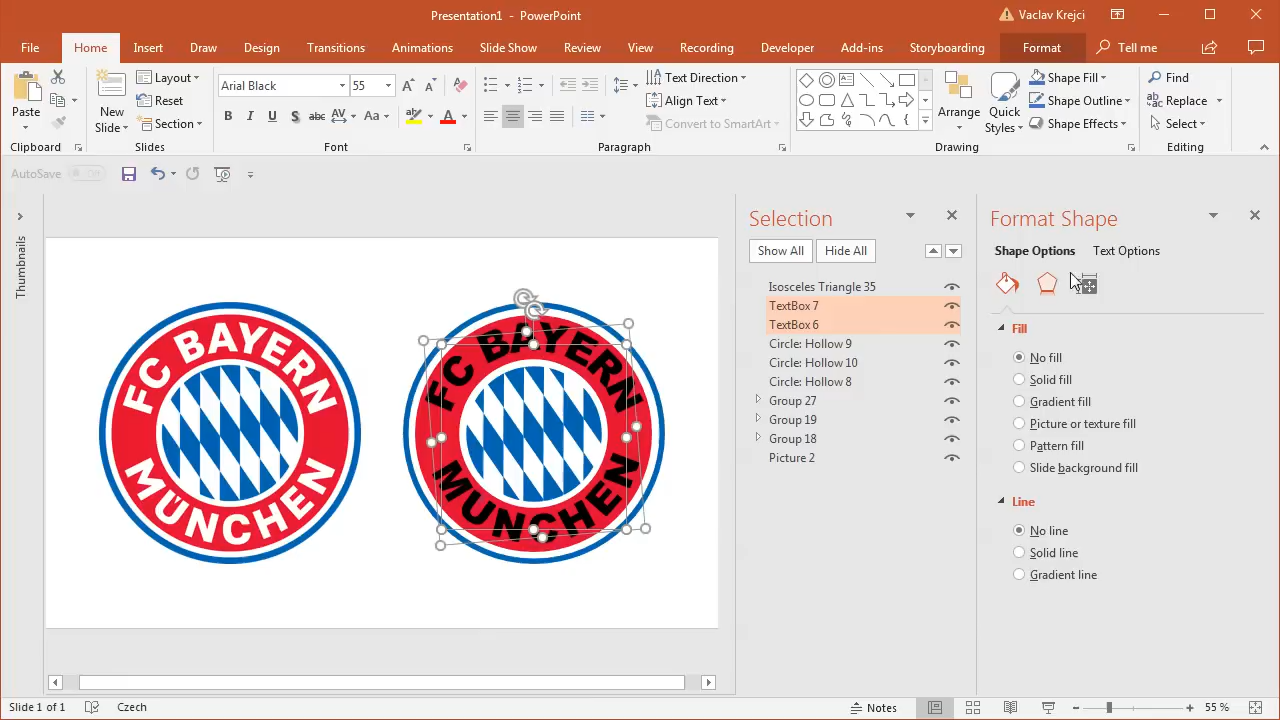 Presentation1 - PowerPoint
Vaclav Krejci
File Home Insert Draw Design Transitions Animations Slide Show Review View Recording Developer Add-ins Storyboarding Format Tell me
Paste
New
Slide
Layout
Reset
Section
Arial Black 55
B I U S abc AV Aa A
Text Direction
Align Text
Convert to SmartArt
Arrange
Quick
Styles
Shape Fill
Shape Outline
Shape Effects
Find
Replace
Select
Clipboard Slides Font Paragraph Drawing Editing
AutoSave Off
Thumbnails
FC BAYERN
MÜNCHEN
FC BAYERN
MUNCHEN
Selection
Show All Hide All
Isosceles Triangle 35
TextBox 7
TextBox 6
Circle: Hollow 9
Circle: Hollow 10
Circle: Hollow 8
Group 27
Group 19
Group 18
Picture 2
Format Shape
Shape Options Text Options
Fill
No fill
Solid fill
Gradient fill
Picture or texture fill
Pattern fill
Slide background fill
Line
No line
Solid line
Gradient line
Slide 1 of 1 Czech Notes 55 %